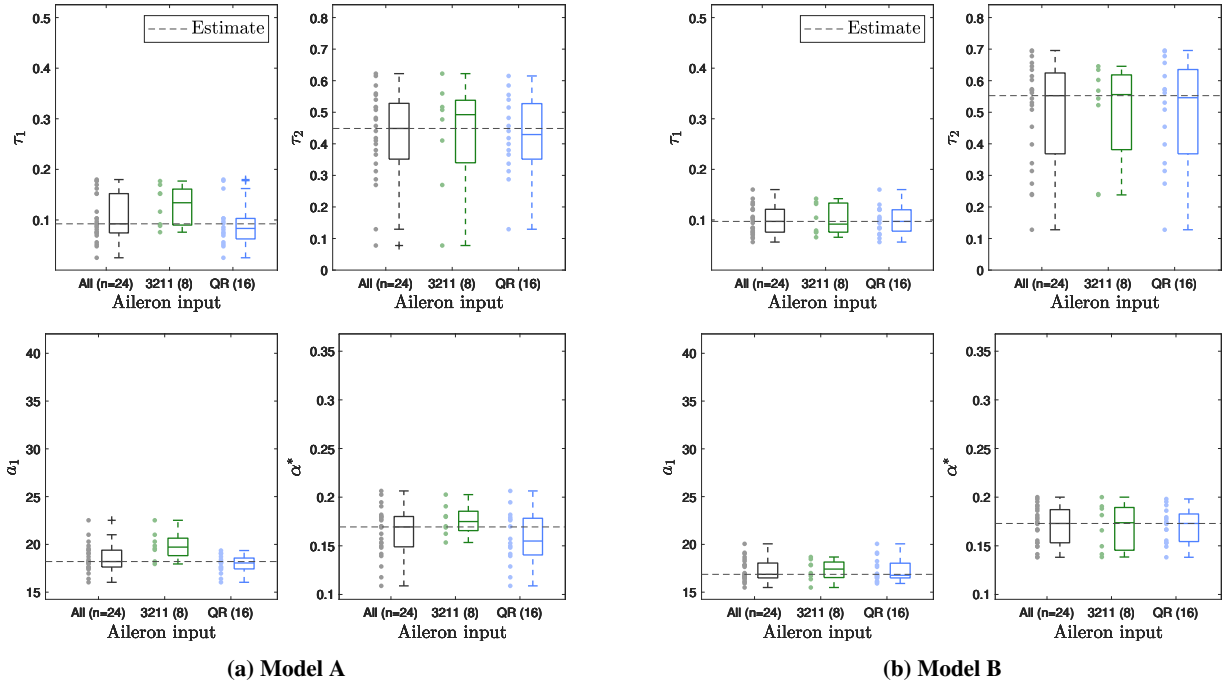 0.5
0.4
0.3
0.2
0.1
τ1
Estimate
All (n=24) 3211 (8) QR (16)
Aileron input
0.8
0.7
0.6
0.5
0.4
0.3
0.2
0.1
0
τ2
All (n=24) 3211 (8) QR (16)
Aileron input
0.5
0.4
0.3
0.2
0.1
τ1
Estimate
All (n=24) 3211 (8) QR (16)
Aileron input
0.8
0.7
0.6
0.5
0.4
0.3
0.2
0.1
0
τ2
All (n=24) 3211 (8) QR (16)
Aileron input
40
35
30
25
20
15
a1
All (n=24) 3211 (8) QR (16)
Aileron input
0.35
0.3
0.25
0.2
0.15
0.1
α*
All (n=24) 3211 (8) QR (16)
Aileron input
40
35
30
25
20
15
a1
All (n=24) 3211 (8) QR (16)
Aileron input
0.35
0.3
0.25
0.2
0.15
0.1
α*
All (n=24) 3211 (8) QR (16)
Aileron input
(a) Model A
(b) Model B